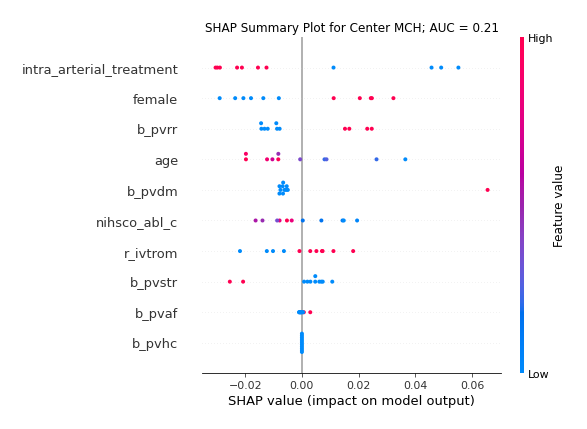 SHAP Summary Plot for Center MCH; AUC = 0.21
High
intra_arterial_treatment
female
b_pvrr
age
b_pvdm
nihsco_abl_c
r_ivtrom
b_pvstr
b_pvaf
b_pvhc
Feature value
Low
−0.02 0.00 0.02 0.04 0.06
SHAP value (impact on model output)